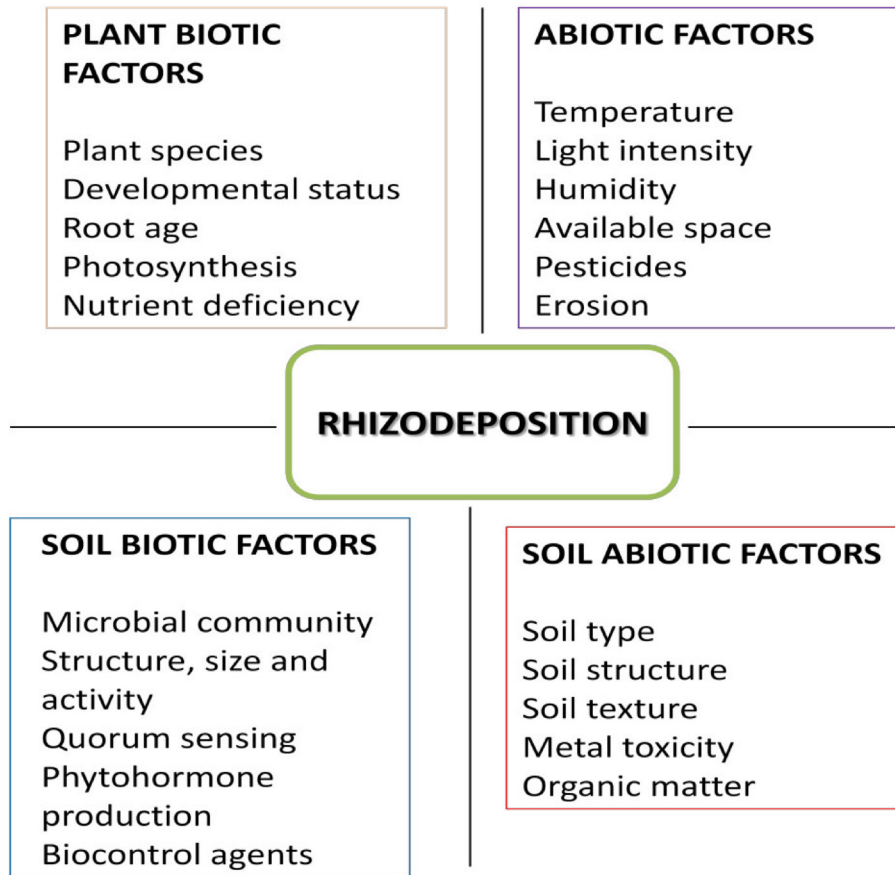 PLANT BIOTIC
FACTORS
Plant species
Developmental status
Root age
Photosynthesis
Nutrient deficiency
ABIOTIC FACTORS
Temperature
Light intensity
Humidity
Available space
Pesticides
Erosion
RHIZODEPOSITION
SOIL BIOTIC FACTORS
Microbial community
Structure, size and
activity
Quorum sensing
Phytohormone
production
Biocontrol agents
SOIL ABIOTIC FACTORS
Soil type
Soil structure
Soil texture
Metal toxicity
Organic matter